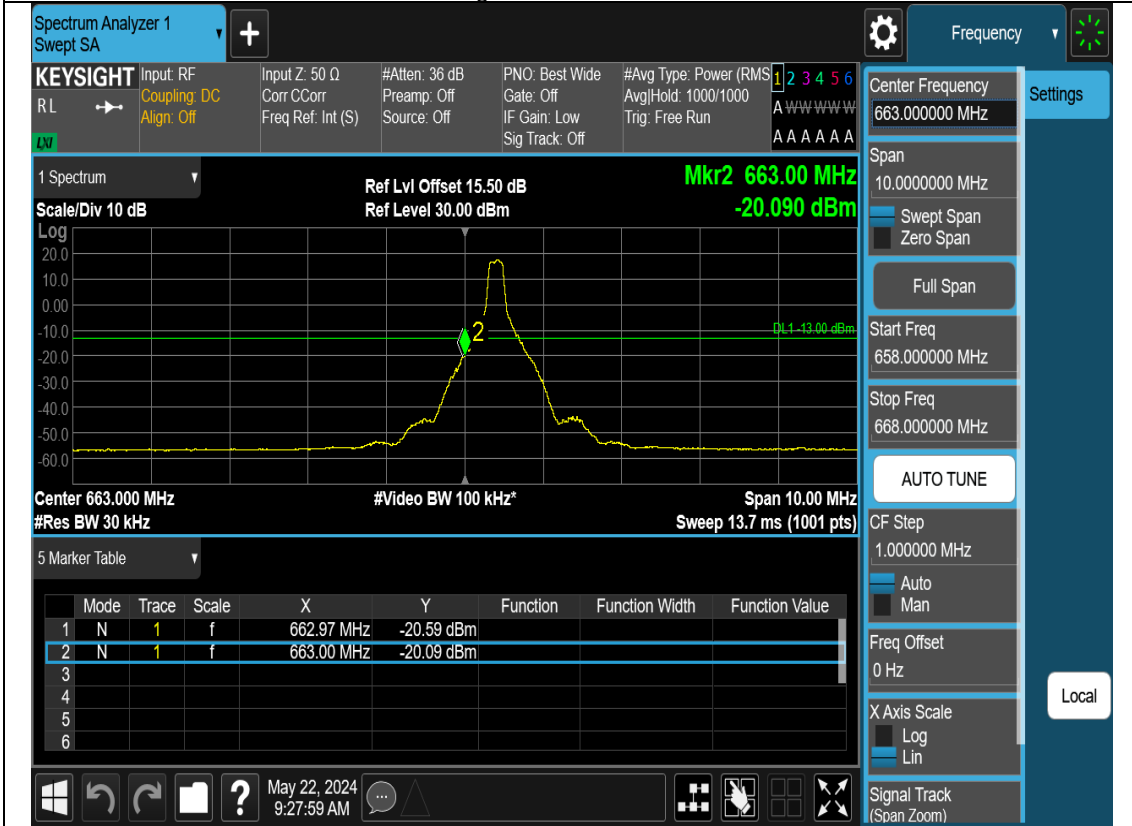 Spectrum Analyzer 1
Swept SA
+
Frequency
KEYSIGHT
R L
LXI
Input: RF
Coupling: DC
Align: Off
Input Z: 50 Ω
Corr CCorr
Freq Ref: Int (S)
#Atten: 36 dB
Preamp: Off
Source: Off
PNO: Best Wide
Gate: Off
IF Gain: Low
Sig Track: Off
#Avg Type: Power (RMS
Avg|Hold: 1000/1000
Trig: Free Run
1 2 3 4 5 6
A W W W W W
A A A A A A
1 Spectrum
Scale/Div 10 dB
Ref Lvl Offset 15.50 dB
Ref Level 30.00 dBm
Mkr2 663.00 MHz
-20.090 dBm
Log
20.0
10.0
0.00
-10.0
-20.0
-30.0
-40.0
-50.0
-60.0
2
DL1 -13.00 dBm
Center 663.000 MHz
#Video BW 100 kHz*
Span 10.00 MHz
#Res BW 30 kHz
Sweep 13.7 ms (1001 pts)
5 Marker Table
Mode Trace Scale X Y Function Function Width Function Value
1 N 1 f 662.97 MHz -20.59 dBm
2 N 1 f 663.00 MHz -20.09 dBm
3
4
5
6
?
May 22, 2024
9:27:59 AM
Center Frequency
663.000000 MHz
Settings
Span
10.0000000 MHz
Swept Span
Zero Span
Full Span
Start Freq
658.000000 MHz
Stop Freq
668.000000 MHz
AUTO TUNE
CF Step
1.000000 MHz
Auto
Man
Freq Offset
0 Hz
Local
X Axis Scale
Log
Lin
Signal Track
(Span Zoom)